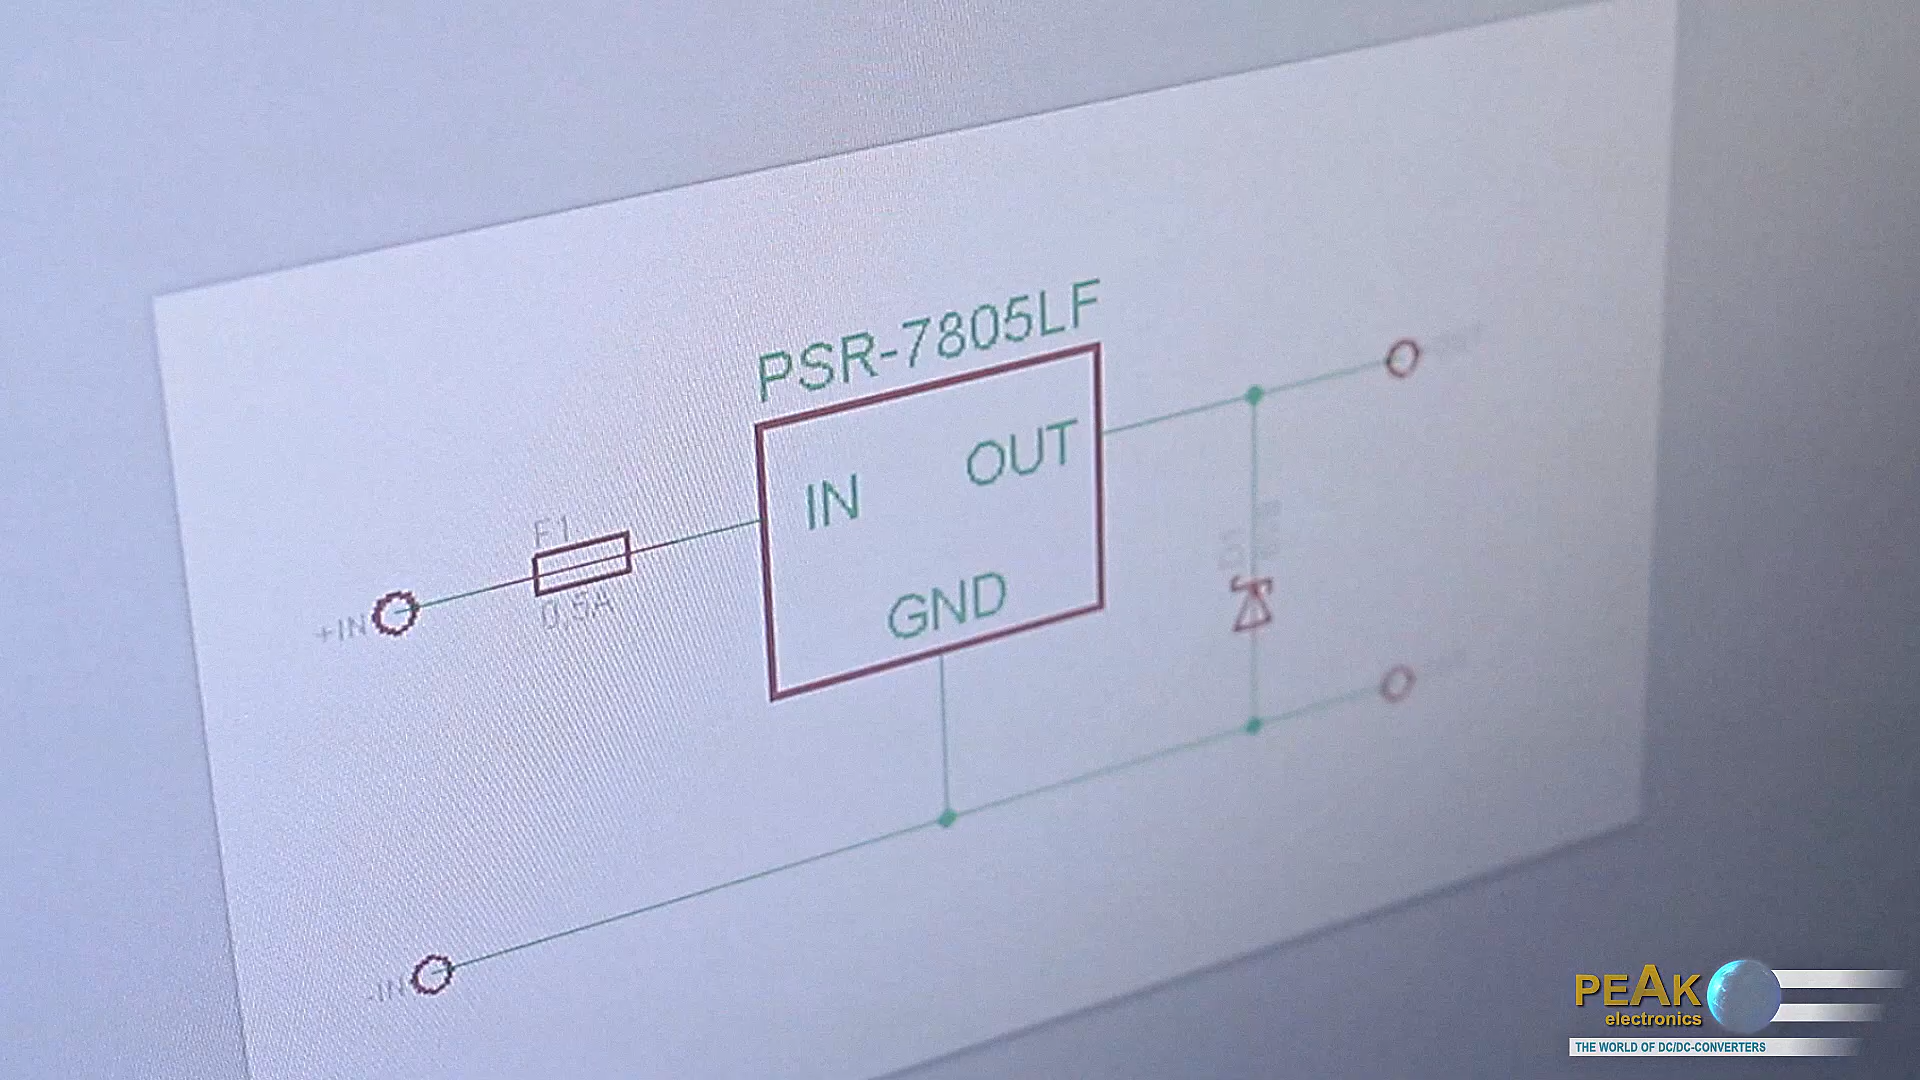 PSR-7805LF
IN
OUT
GND
F1
0,5A
+IN
-IN
PEAK
electronics
THE WORLD OF DC/DC-CONVERTERS